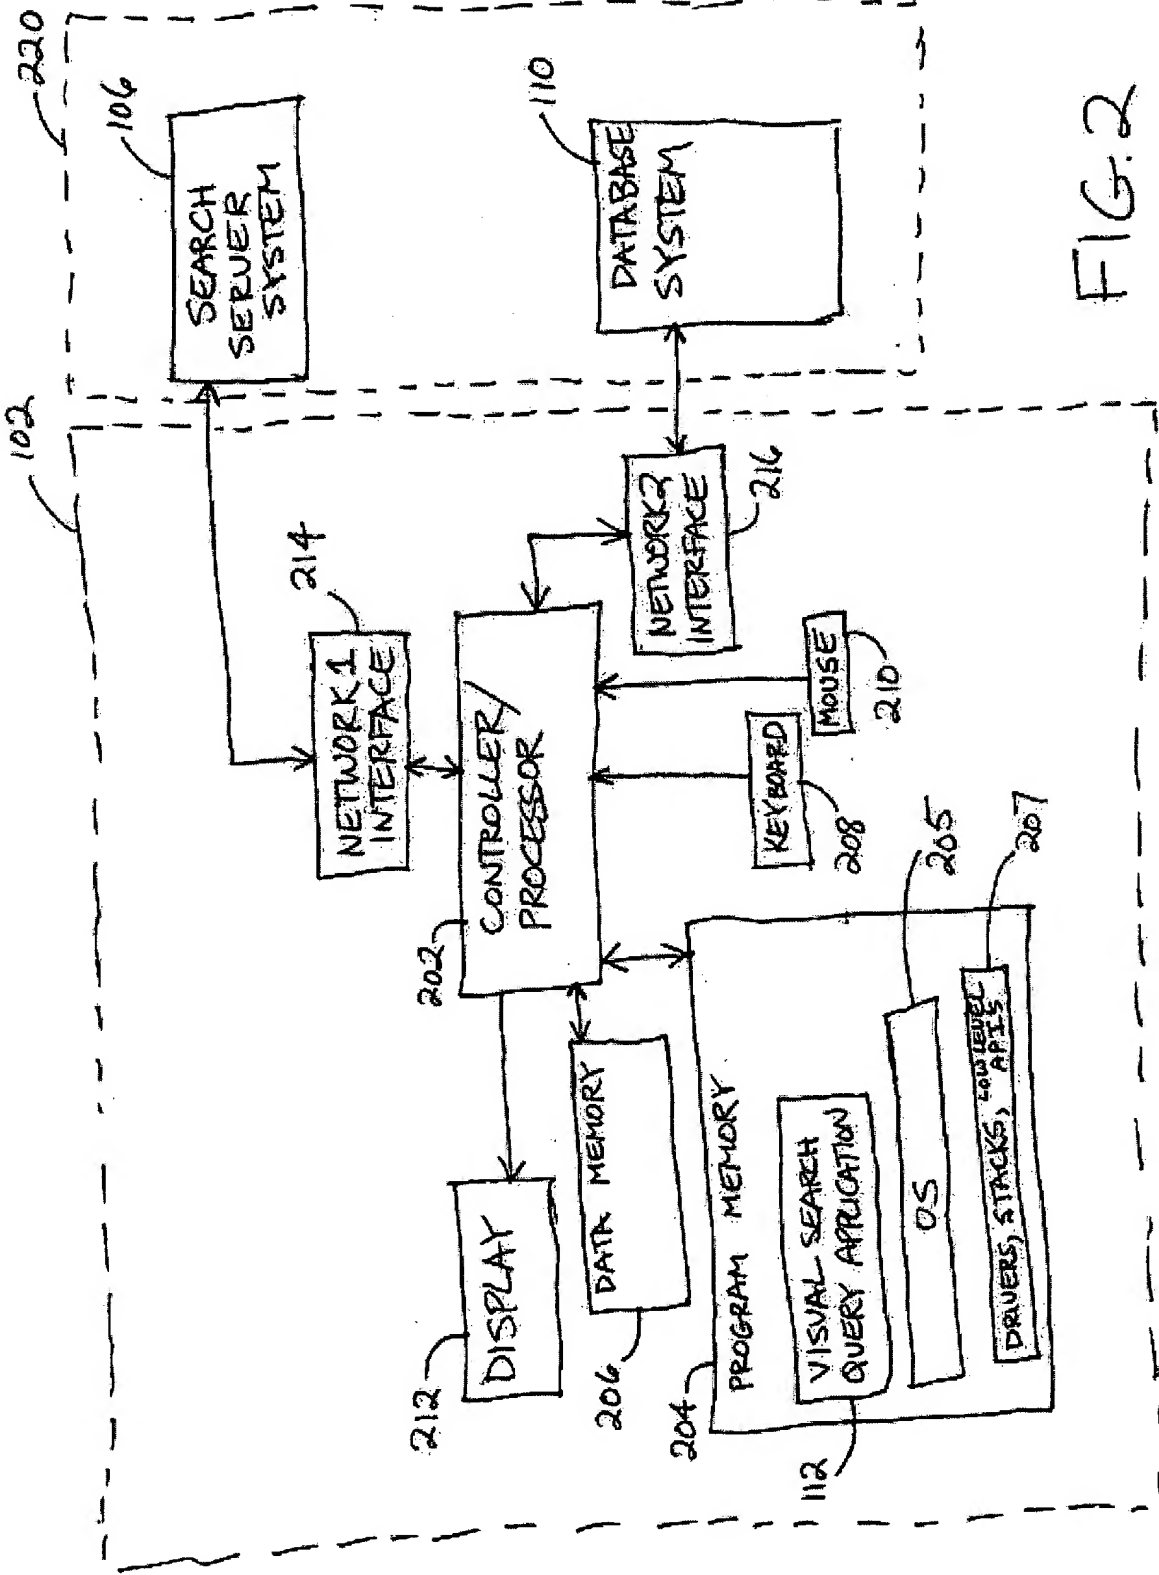 102
220
214
NETWORK 1
INTERFACE
106
SEARCH
SERVER
SYSTEM
212
DISPLAY
202
CONTROLLER/
PROCESSOR
206
DATA MEMORY
NETWORK 2
INTERFACE
216
110
DATABASE
SYSTEM
204
PROGRAM MEMORY
112
VISUAL SEARCH
QUERY APPLICATION
OS
205
DRIVERS, STACKS, LOW LEVEL
APIS
207
KEYBOARD
208
MOUSE
210
FIG. 2